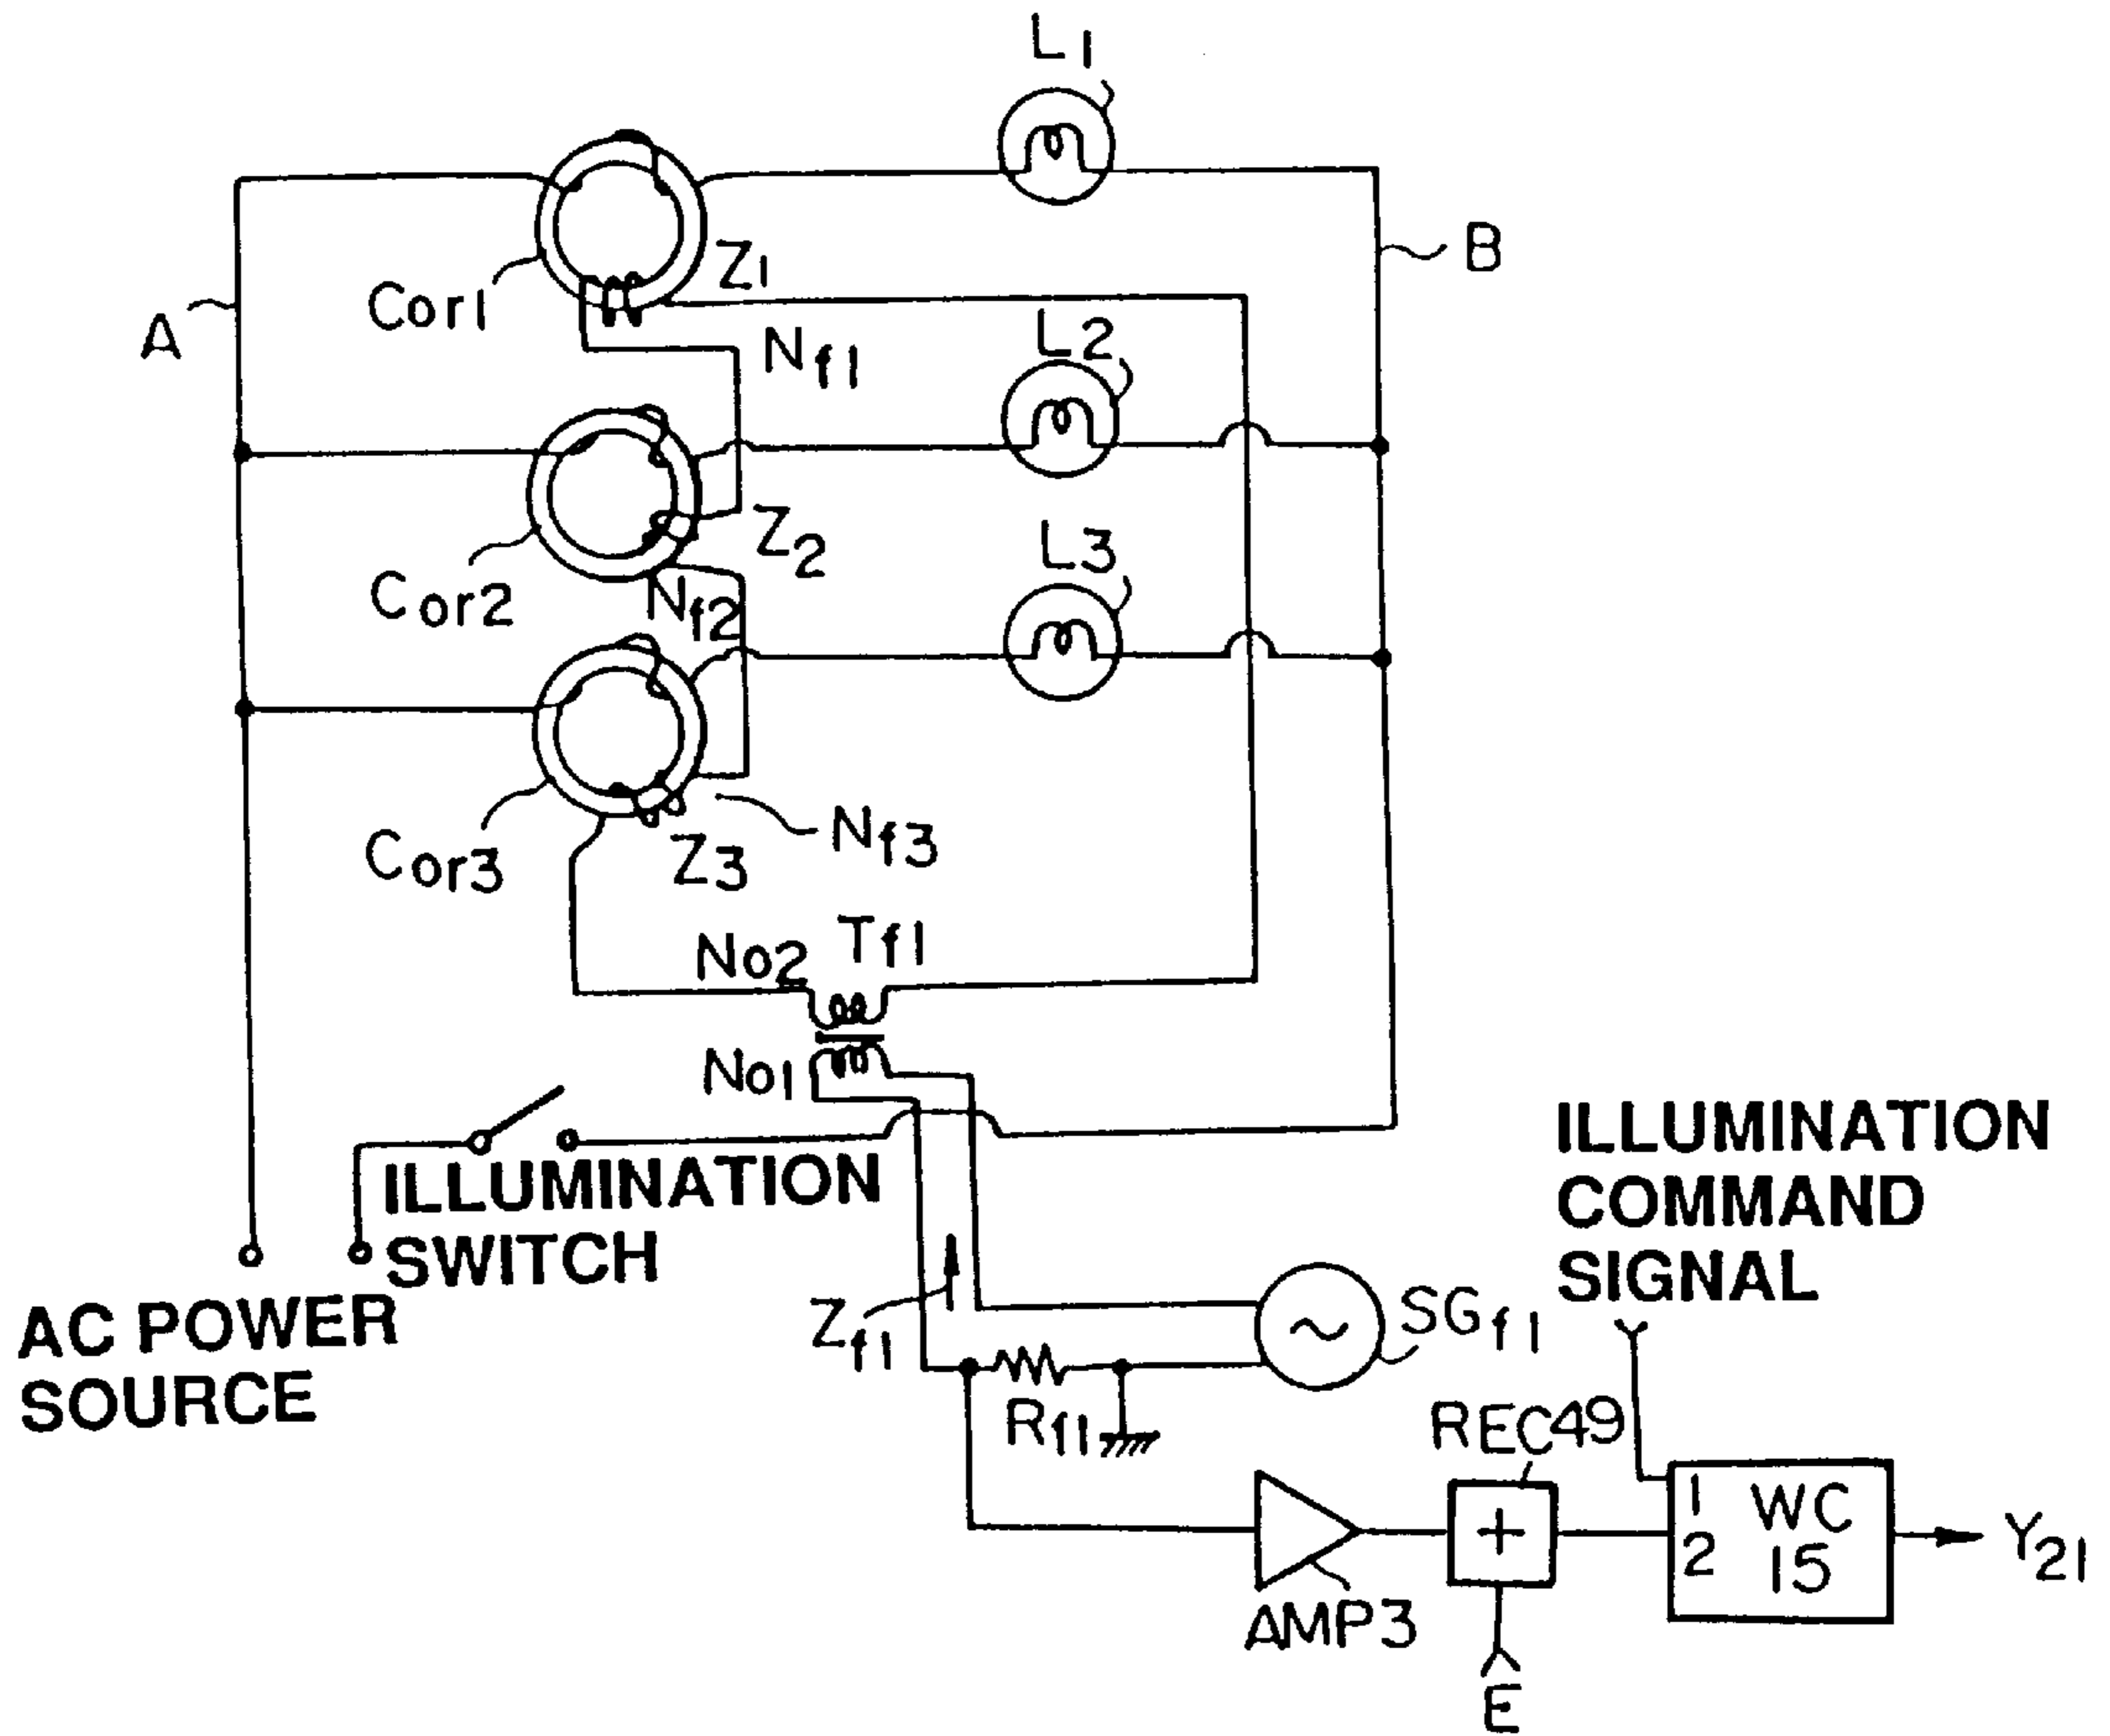 L1
Z1
B
Cor1
A
Nf1
L2
Z2
L3
Cor2
Nf2
Nf3
Cor3
Z3
Tf1
No2
No1
ILLUMINATION
SWITCH
ILLUMINATION
COMMAND
SIGNAL
AC POWER
SOURCE
Zf1
SGf1
Y
Rf1
REC49
1 WC
2 15
Y21
AMP3
E